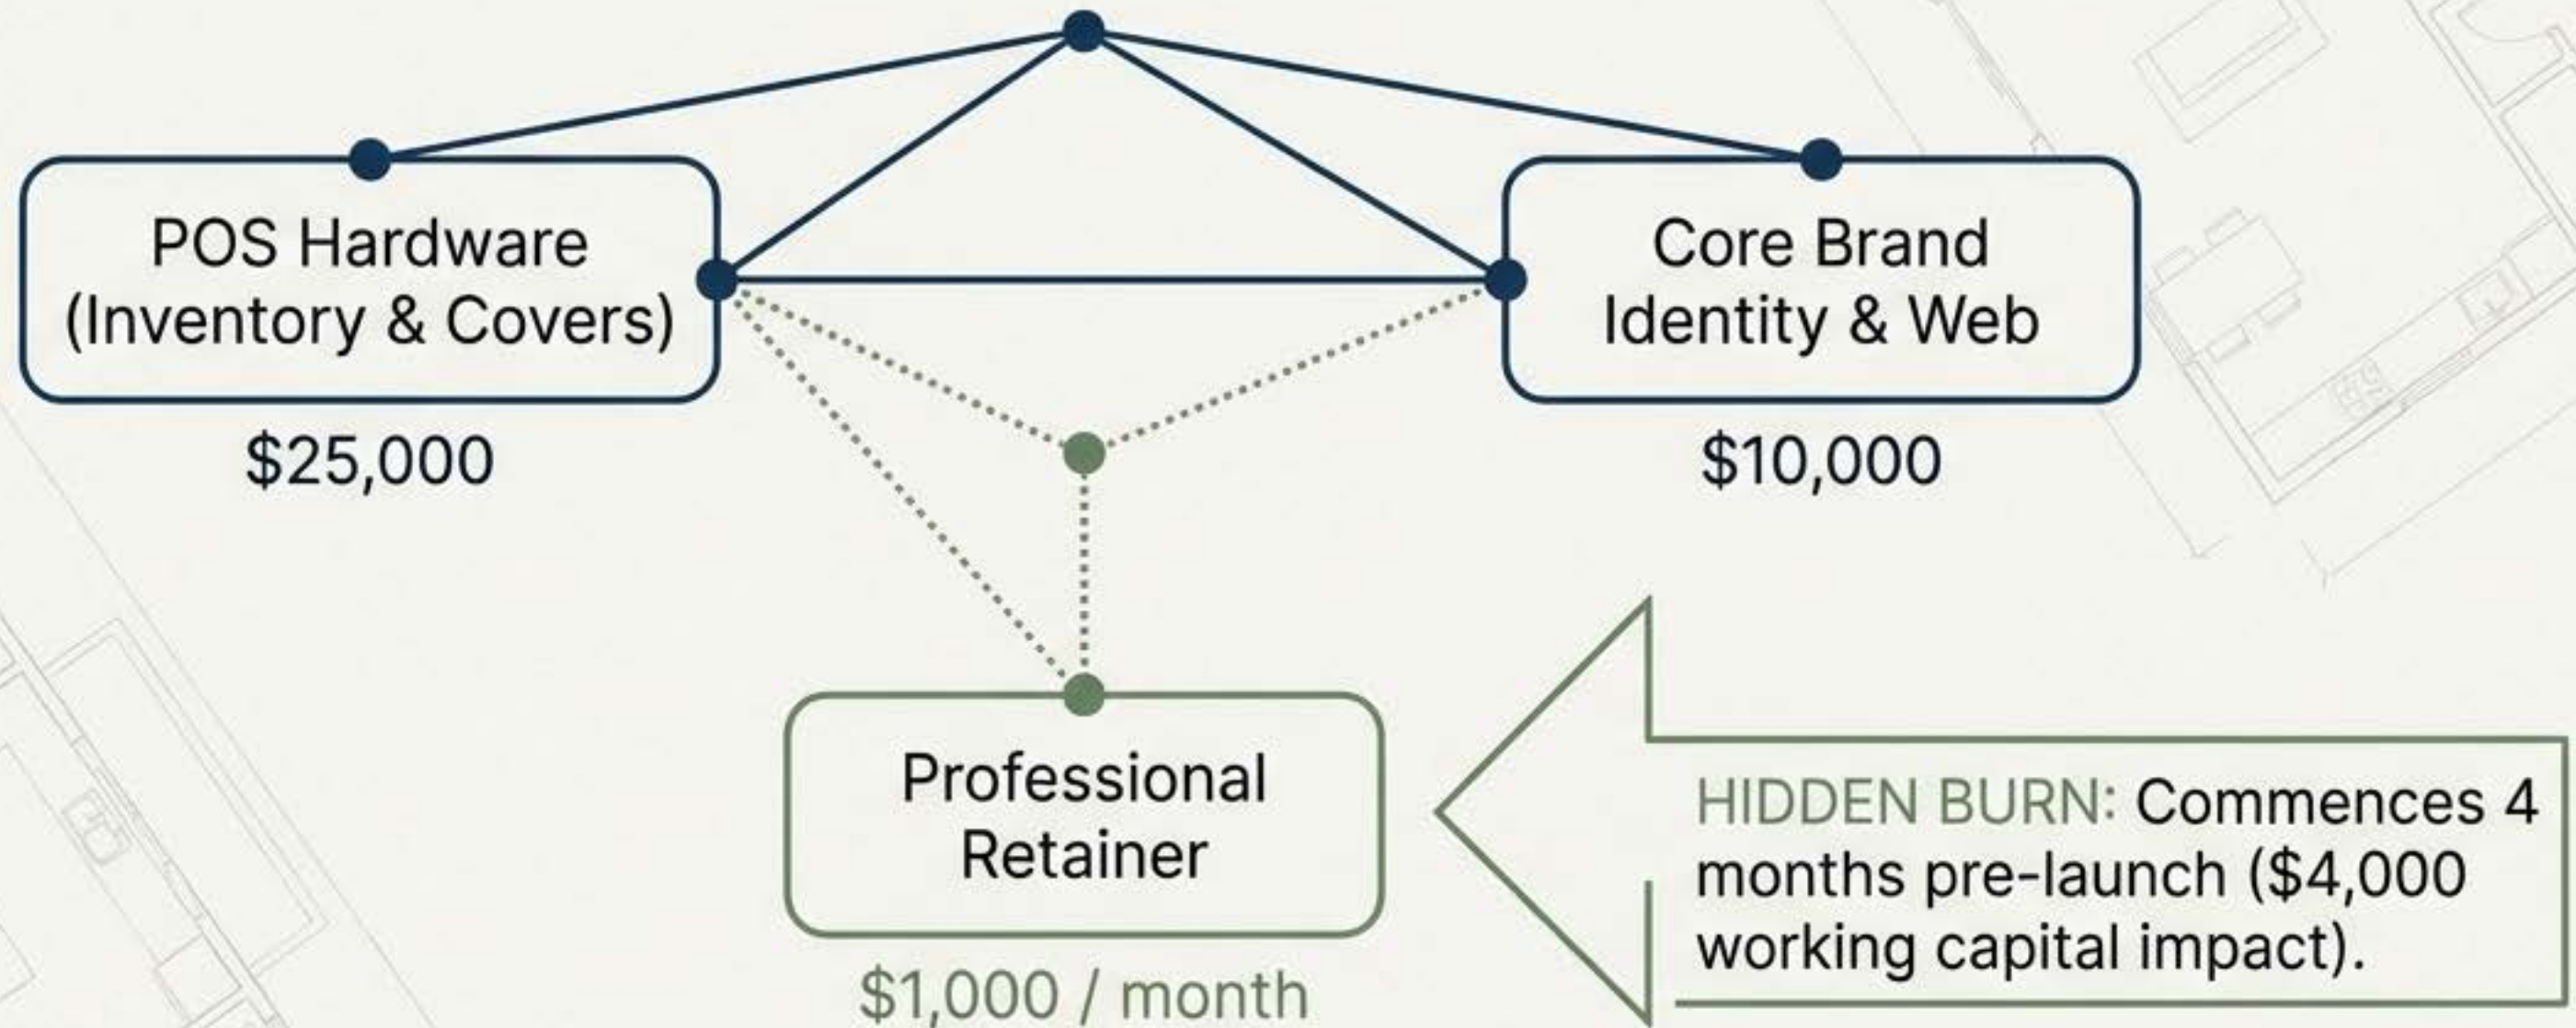 POS Hardware
(Inventory & Covers)
$25,000
Core Brand
Identity & Web
$10,000
Professional
Retainer
$1,000 / month
HIDDEN BURN: Commences 4
months pre-launch ($4,000
working capital impact).